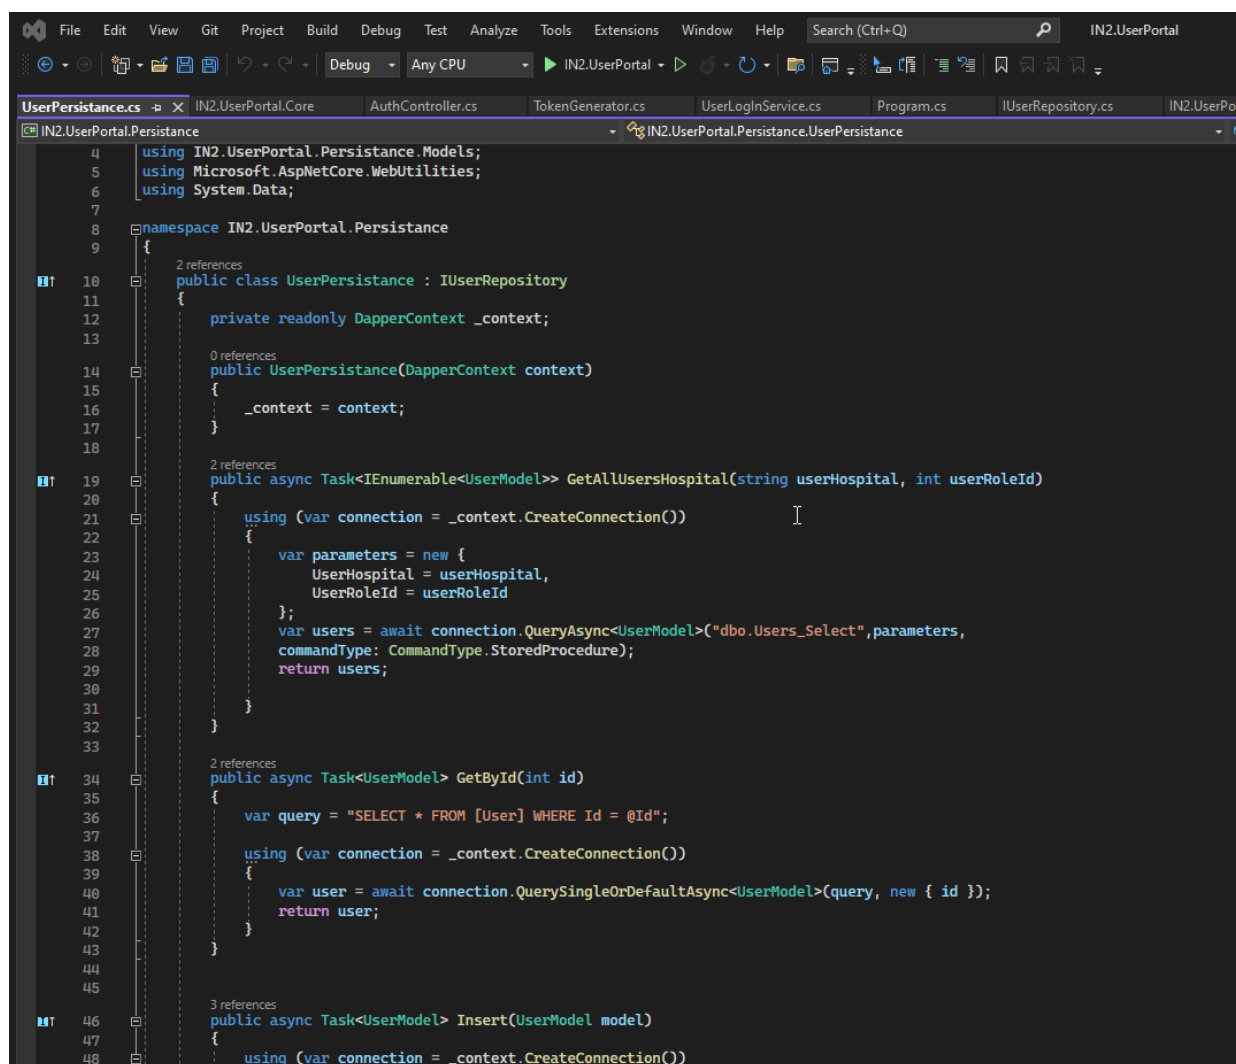 File Edit View Git Project Build Debug Test Analyze Tools Extensions Window Help Search (Ctrl+Q) IN2.UserPortal
Debug Any CPU IN2.UserPortal
UserPersistance.cs IN2.UserPortal.Core AuthController.cs TokenGenerator.cs UserLogInService.cs Program.cs IUserRepository.cs IN2.UserPo
C# IN2.UserPortal.Persistance IN2.UserPortal.Persistance.UserPersistance
4 using IN2.UserPortal.Persistance.Models;
5 using Microsoft.AspNetCore.WebUtilities;
6 using System.Data;
7
8 namespace IN2.UserPortal.Persistance
9 {
2 references
10 public class UserPersistance : IUserRepository
11 {
12 private readonly DapperContext _context;
13
0 references
14 public UserPersistance(DapperContext context)
15 {
16 _context = context;
17 }
18
2 references
19 public async Task<IEnumerable<UserModel>> GetAllUsersHospital(string userHospital, int userRoleId)
20 {
21 using (var connection = _context.CreateConnection())
22 {
23 var parameters = new {
24 UserHospital = userHospital,
25 UserRoleId = userRoleId
26 };
27 var users = await connection.QueryAsync<UserModel>("dbo.Users_Select",parameters,
28 commandType: CommandType.StoredProcedure);
29 return users;
30
31 }
32 }
33
2 references
34 public async Task<UserModel> GetById(int id)
35 {
36 var query = "SELECT * FROM [User] WHERE Id = @Id";
37
38 using (var connection = _context.CreateConnection())
39 {
40 var user = await connection.QuerySingleOrDefaultAsync<UserModel>(query, new { id });
41 return user;
42 }
43 }
44
45
3 references
46 public async Task<UserModel> Insert(UserModel model)
47 {
48 using (var connection = _context.CreateConnection())